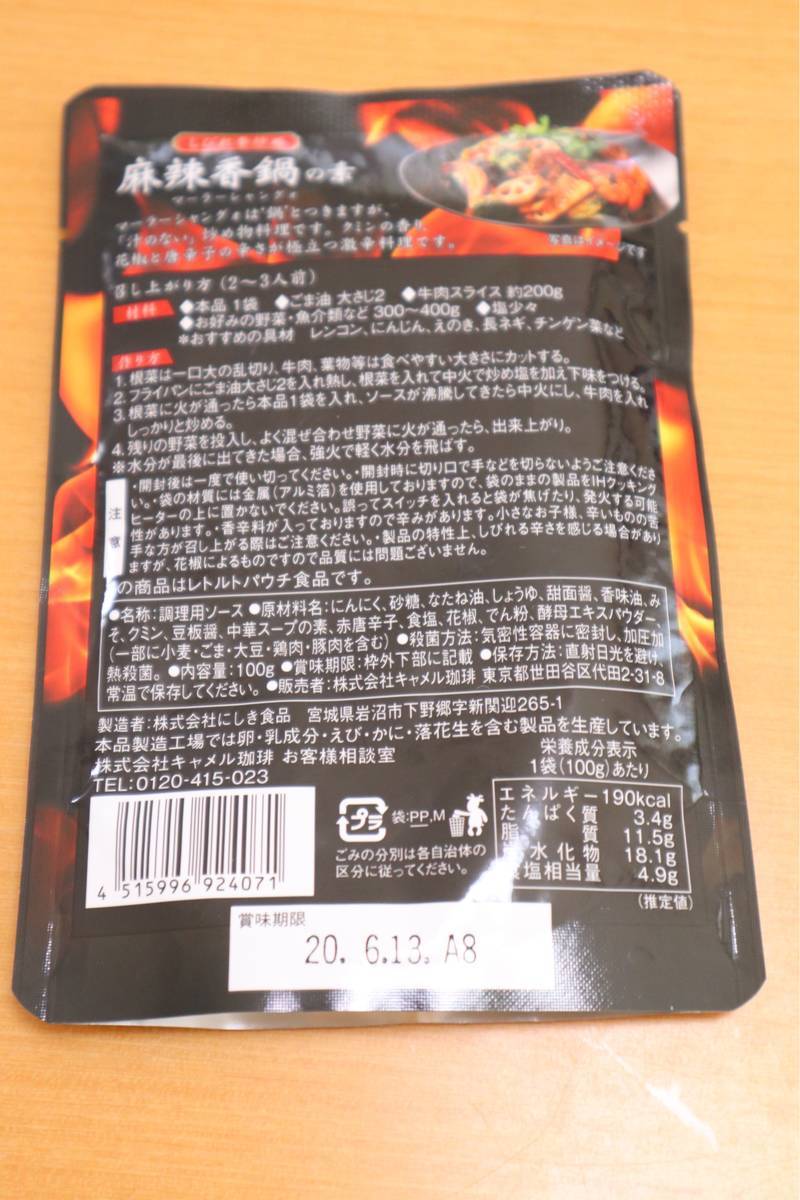 麻辣香鍋の素
マーラーシャングォ
マーラーシャングォは'鍋'とつきますが、
「汁のない」炒め物料理です。クミンの香り、
花椒と唐辛子の辛さが極立つ激辛料理です。
写真はイメージです
召し上がり方(2〜3人前)
材料 ◆本品 1袋 ◆ごま油 大さじ2 ◆牛肉スライス 約200g
◆お好みの野菜・魚介類など 300〜400g ◆塩少々
*おすすめの具材 レンコン、にんじん、えのき、長ネギ、チンゲン菜など
作り方
1. 根菜は一口大の乱切り、牛肉、葉物等は食べやすい大きさにカットする。
2. フライパンにごま油大さじ2を入れ熱し、根菜を入れて中火で炒め塩を加え下味をつける。
3. 根菜に火が通ったら本品1袋を入れ、ソースが沸騰してきたら中火にし、牛肉を入れ
しっかりと炒める。
4. 残りの野菜を投入し、よく混ぜ合わせ野菜に火が通ったら、出来上がり。
※水分が最後に出てきた場合、強火で軽く水分を飛ばす。
注意
・開封後は一度で使い切ってください。・開封時に切り口で手などを切らないようご注意くださ
い。・袋の材質には金属(アルミ箔)を使用しておりますので、袋のままの製品をIHクッキング
ヒーターの上に置かないでください。誤ってスイッチを入れると袋が焦げたり、発火する可能
性があります。・香辛料が入っておりますので辛みがあります。小さなお子様、辛いものの苦
手な方が召し上がる際はご注意ください。・製品の特性上、しびれる辛さを感じる場合があり
ますが、花椒によるものですので品質には問題ございません。
の商品はレトルトパウチ食品です。
●名称:調理用ソース ●原材料名:にんにく、砂糖、なたね油、しょうゆ、甜面醤、香味油、み
そ、クミン、豆板醤、中華スープの素、赤唐辛子、食塩、花椒、でん粉、酵母エキスパウダー、
(一部に小麦・ごま・大豆・鶏肉・豚肉を含む) ●殺菌方法:気密性容器に密封し、加圧加
熱殺菌。 ●内容量:100g ●賞味期限:枠外下部に記載 ●保存方法:直射日光を避け、
常温で保存してください。 ●販売者:株式会社キャメル珈琲 東京都世田谷区代田2-31-8
製造者:株式会社にしき食品 宮城県岩沼市下野郷字新関迎265-1
本品製造工場では卵・乳成分・えび・かに・落花生を含む製品を生産しています。
株式会社キャメル珈琲 お客様相談室
TEL:0120-415-023
栄養成分表示
1袋(100g)あたり
エネルギー 190kcal
たんぱく質 3.4g
脂質 11.5g
水化物 18.1g
塩相当量 4.9g
(推定値)
プラ 袋:PP,M
ごみの分別は各自治体の
区分に従ってください。
4 515996 924071
賞味期限
20. 6.13. A8